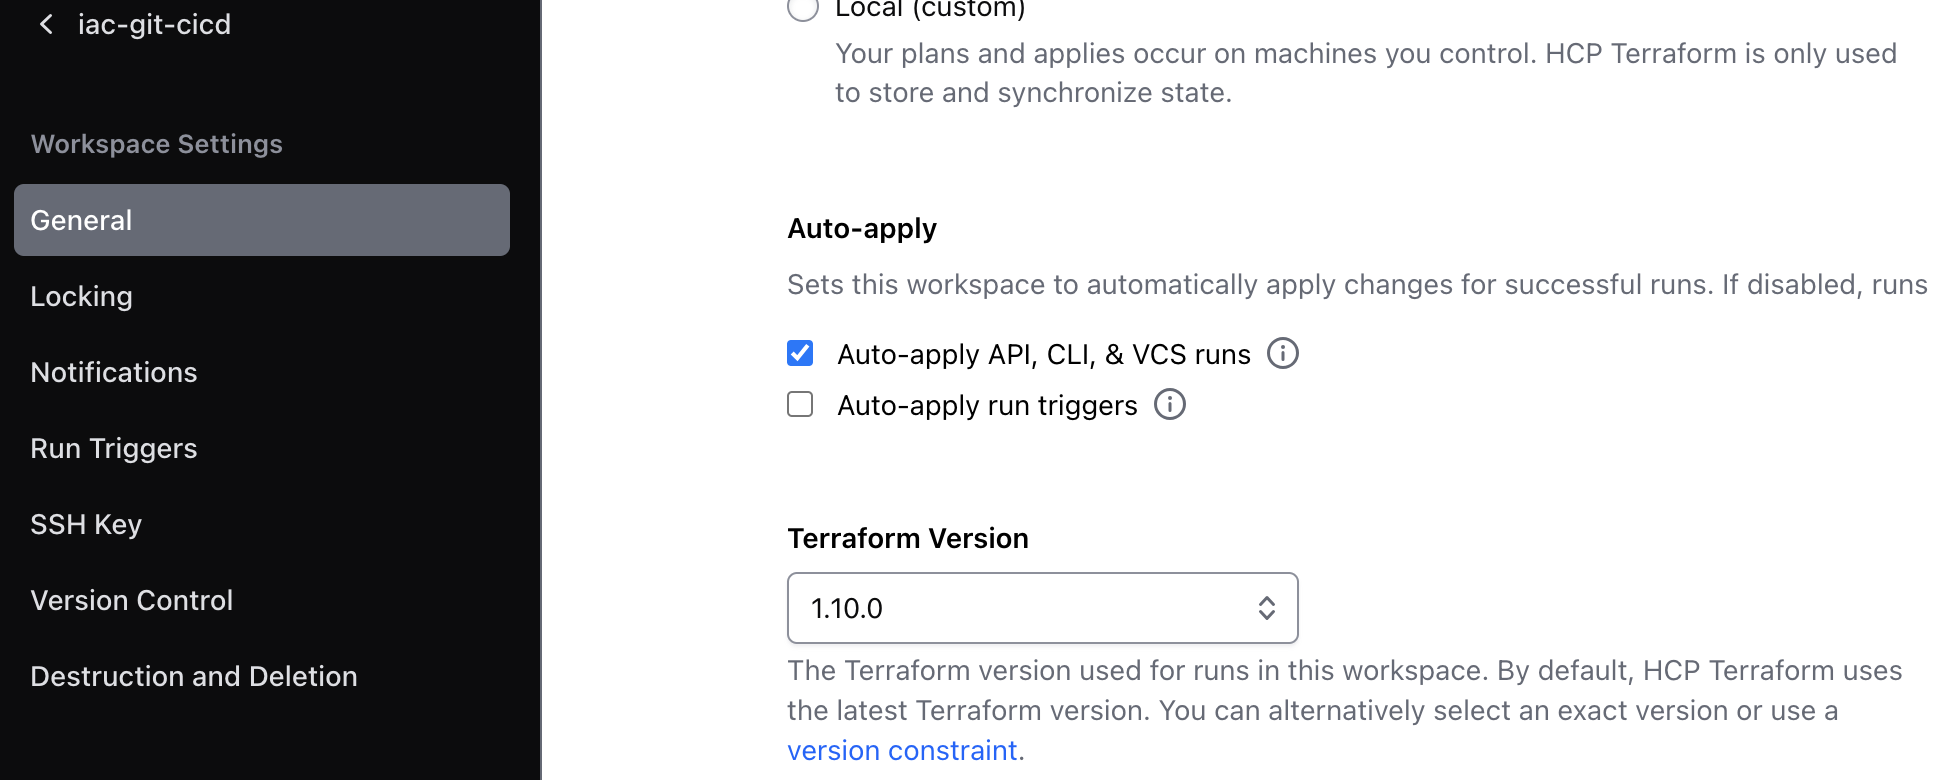 iac-git-cicd
Workspace Settings
General
Locking
Notifications
Run Triggers
SSH Key
Version Control
Destruction and Deletion
Local (custom)
Your plans and applies occur on machines you control. HCP Terraform is only used
to store and synchronize state.
Auto-apply
Sets this workspace to automatically apply changes for successful runs. If disabled, runs
Auto-apply API, CLI, & VCS runs
Auto-apply run triggers
Terraform Version
1.10.0
The Terraform version used for runs in this workspace. By default, HCP Terraform uses
the latest Terraform version. You can alternatively select an exact version or use a
version constraint.